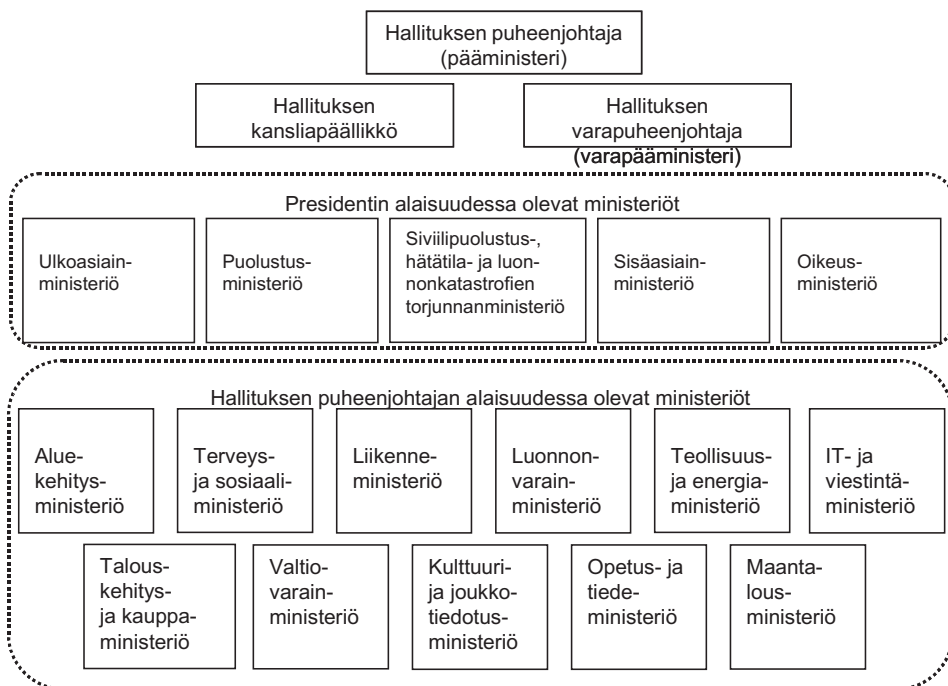 Hallituksen puheenjohtaja
(pääministeri)
Hallituksen
kansliapäällikkö
Hallituksen
varapuheenjohtaja
(varapääministeri)
Presidentin alaisuudessa olevat ministeriöt
Ulkoasiain-
ministeriö
Puolustus-
ministeriö
Siviilipuolustus-,
hätätila- ja luon-
nonkatastrofien
torjunnanministeriö
Sisäasiain-
ministeriö
Oikeus-
ministeriö
Hallituksen puheenjohtajan alaisuudessa olevat ministeriöt
Alue-
kehitys-
ministeriö
Terveys-
ja sosiaali-
ministeriö
Liikenne-
ministeriö
Luonnon-
varain-
ministeriö
Teollisuus-
ja energia-
ministeriö
IT- ja
viestintä-
ministeriö
Talous-
kehitys-
ja kauppa-
ministeriö
Valtio-
varain-
ministeriö
Kulttuuri-
ja joukko-
tiedotus-
ministeriö
Opetus- ja
tiede-
ministeriö
Maanta-
lous-
ministeriö